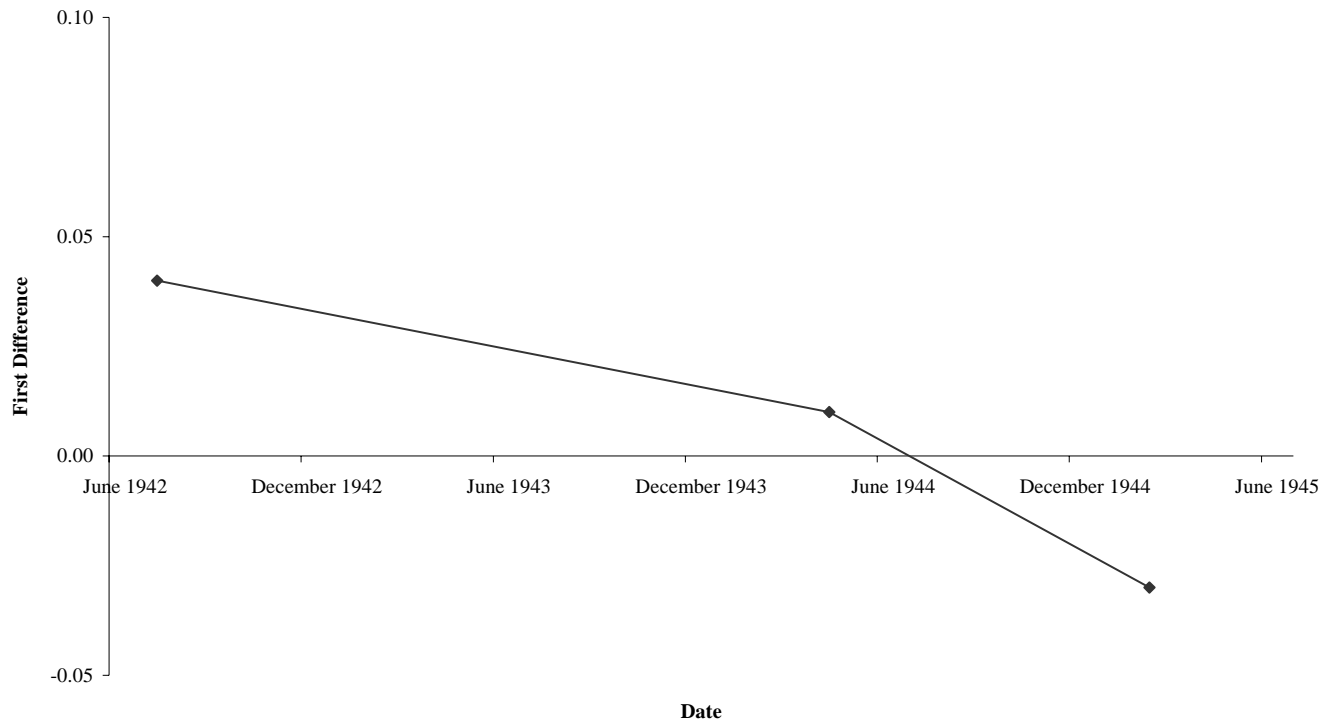 0.10
0.05
First Difference
0.00
June 1942 December 1942 June 1943 December 1943 June 1944 December 1944 June 1945
-0.05
Date